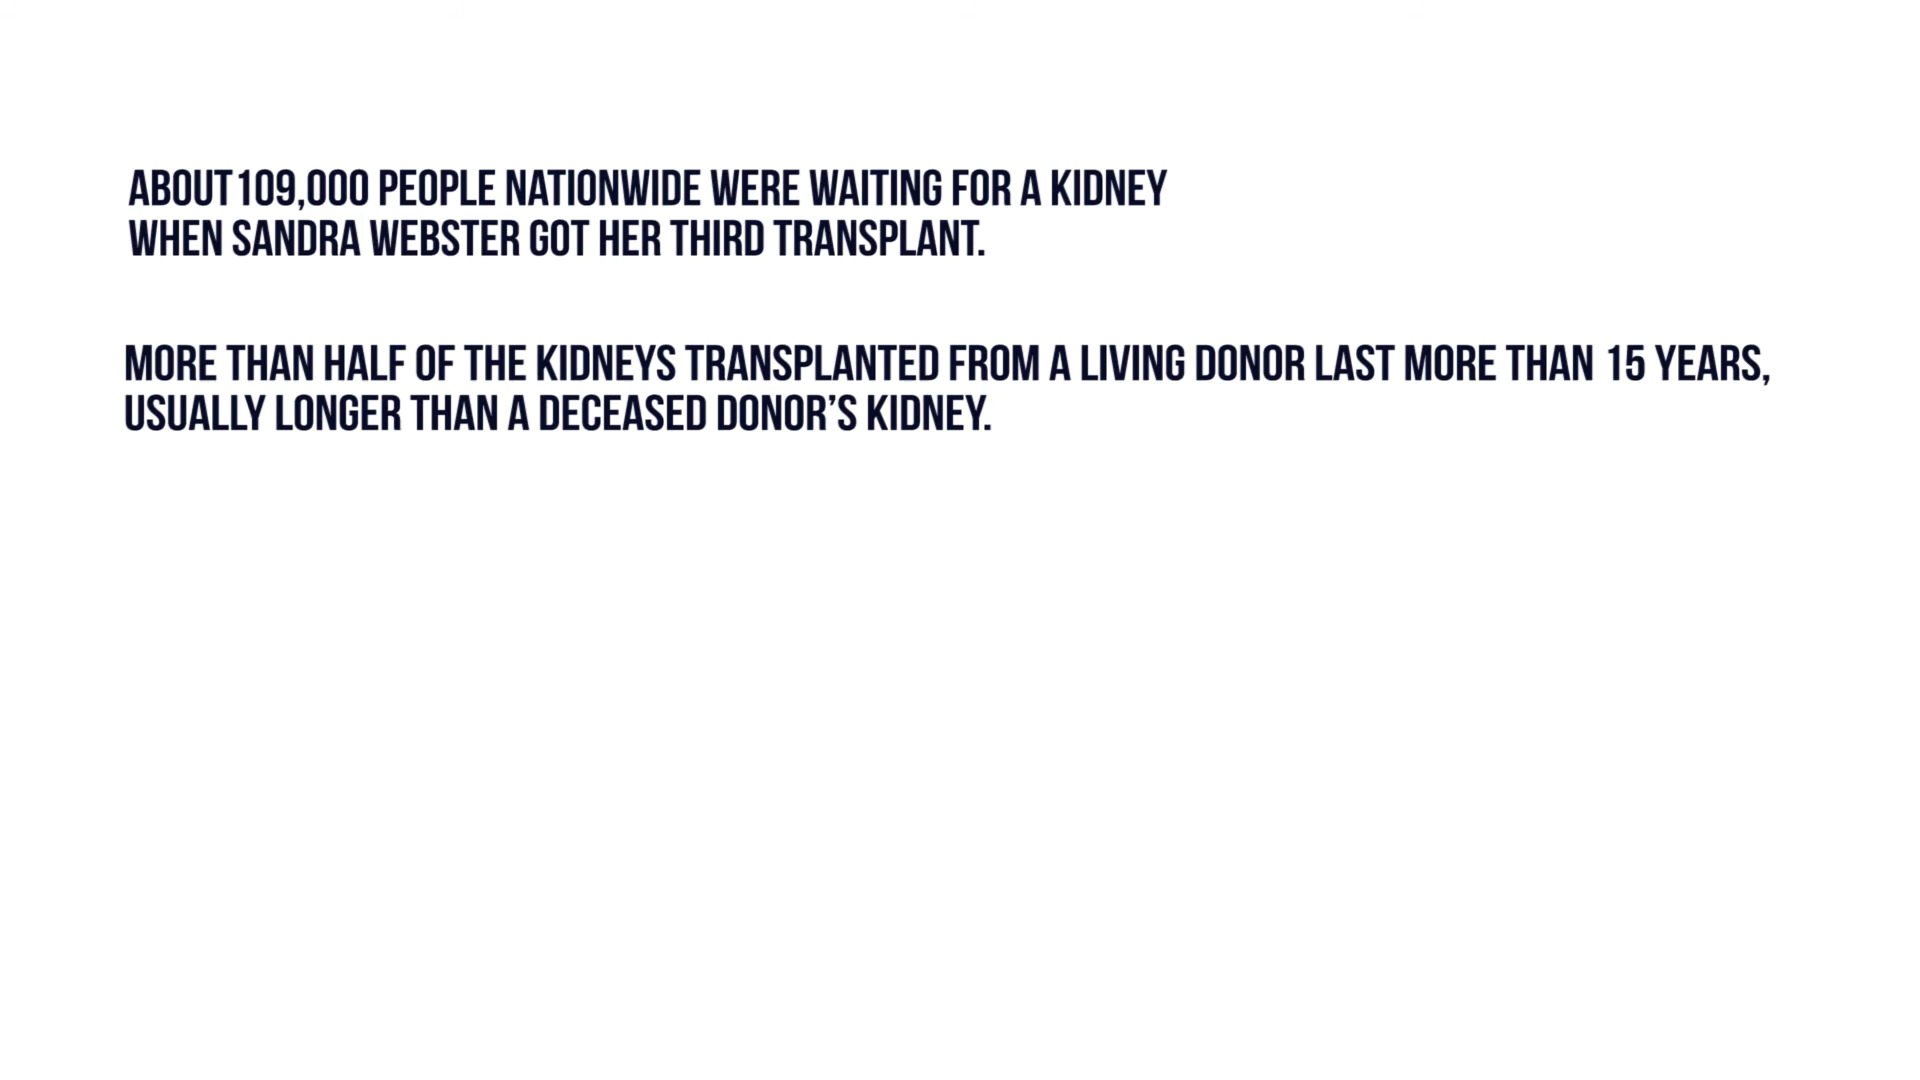 ABOUT 109,000 PEOPLE NATIONWIDE WERE WAITING FOR A KIDNEY
WHEN SANDRA WEBSTER GOT HER THIRD TRANSPLANT.
MORE THAN HALF OF THE KIDNEYS TRANSPLANTED FROM A LIVING DONOR LAST MORE THAN 15 YEARS,
USUALLY LONGER THAN A DECEASED DONOR’S KIDNEY.